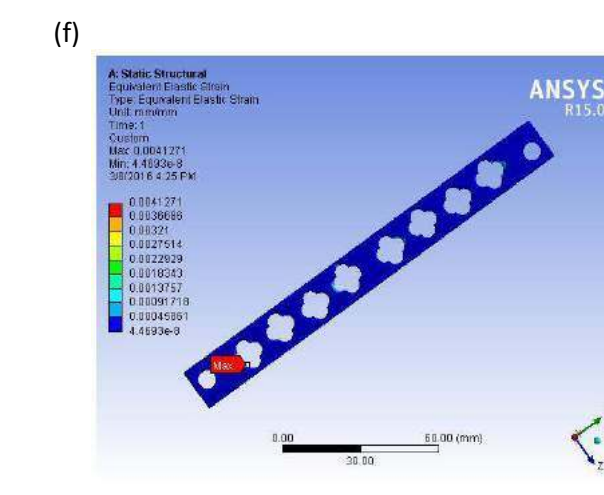 (f)
A: Static Structural
Equivalent Elastic Strain
Type: Equivalent Elastic Strain
Unit: mm/mm
Time: 1
Custom
Max: 0.0041271
Min: 4.4693e-8
3/8/2016 4:25 PM
ANSYS
R15.0
0.0041271
0.0036686
0.00321
0.0027514
0.0022929
0.0018343
0.0013757
0.00091718
0.00045861
4.4693e-8
Max
0.00
60.00 (mm)
30.00
Z